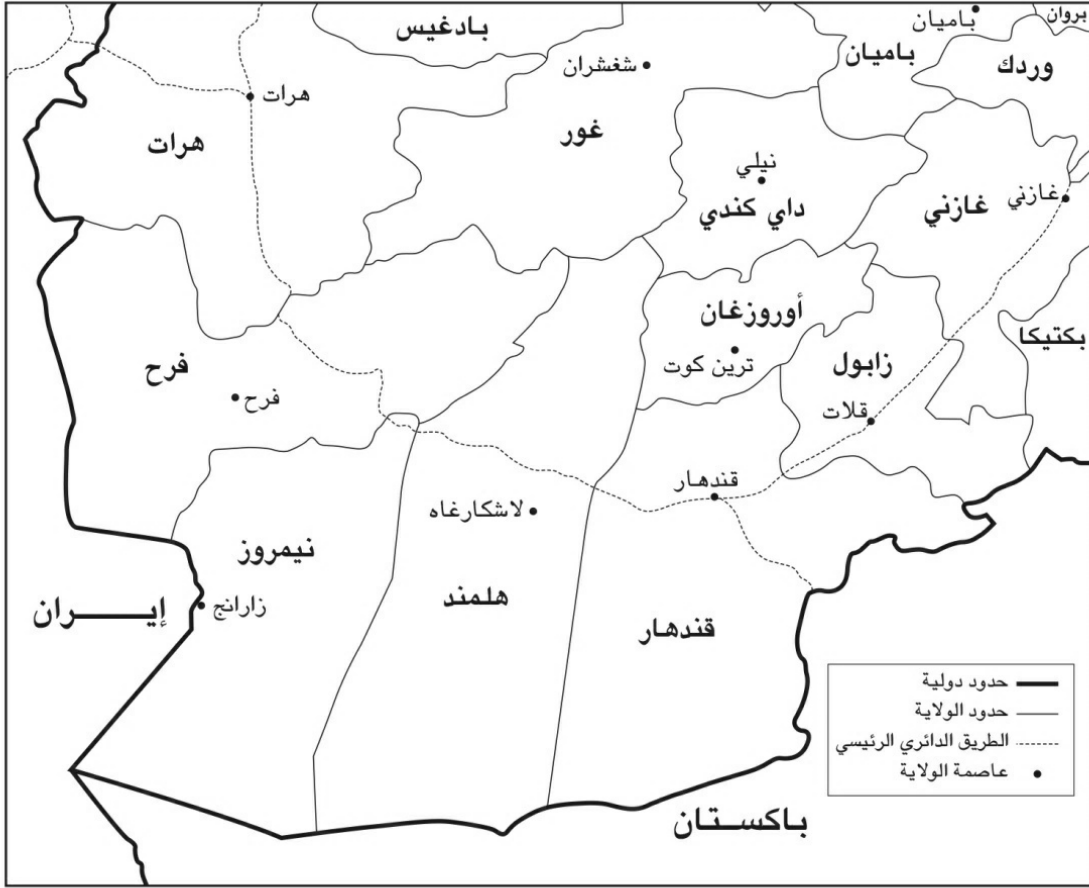 باميان
بروان
بادغيس
باميان
وردك
شغشران
هرات
غور
هرات
نيلي
غازني
غازني
داي كندي
أوروزغان
بكتيكا
ترين كوت
زابول
فرح
فرح
قلات
قندهار
لاشكارغاه
نيمروز
هلمند
زارانج
إيـــــــران
قندهار
حدود دولية
حدود الولاية
الطريق الدائري الرئيسي
عاصمة الولاية
باكســتان